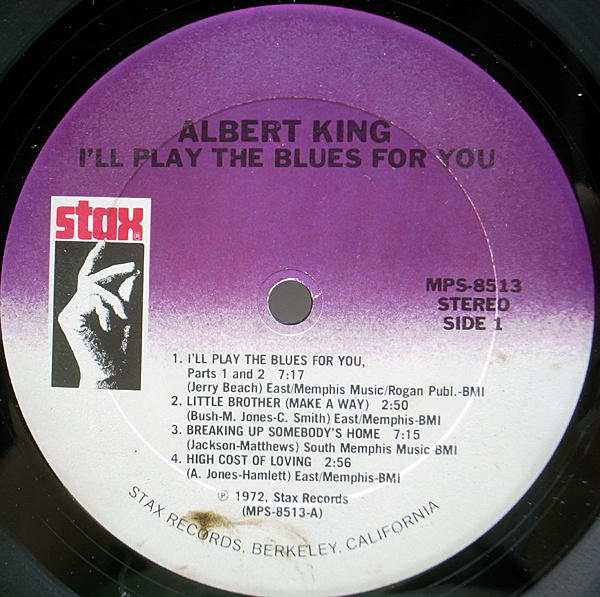 ALBERT KING
I'LL PLAY THE BLUES FOR YOU
stax®
MPS-8513
STEREO
SIDE 1
1. I'LL PLAY THE BLUES FOR YOU,
Parts 1 and 2 7:17
(Jerry Beach) East/Memphis Music/Rogan Publ.-BMI
2. LITTLE BROTHER (MAKE A WAY) 2:50
(Bush-M. Jones-C. Smith) East/Memphis-BMI
3. BREAKING UP SOMEBODY'S HOME 7:15
(Jackson-Matthews) South Memphis Music-BMI
4. HIGH COST OF LOVING 2:56
(A. Jones-Hamlett) East/Memphis-BMI
℗ 1972, Stax Records
(MPS-8513-A)
STAX RECORDS, BERKELEY, CALIFORNIA